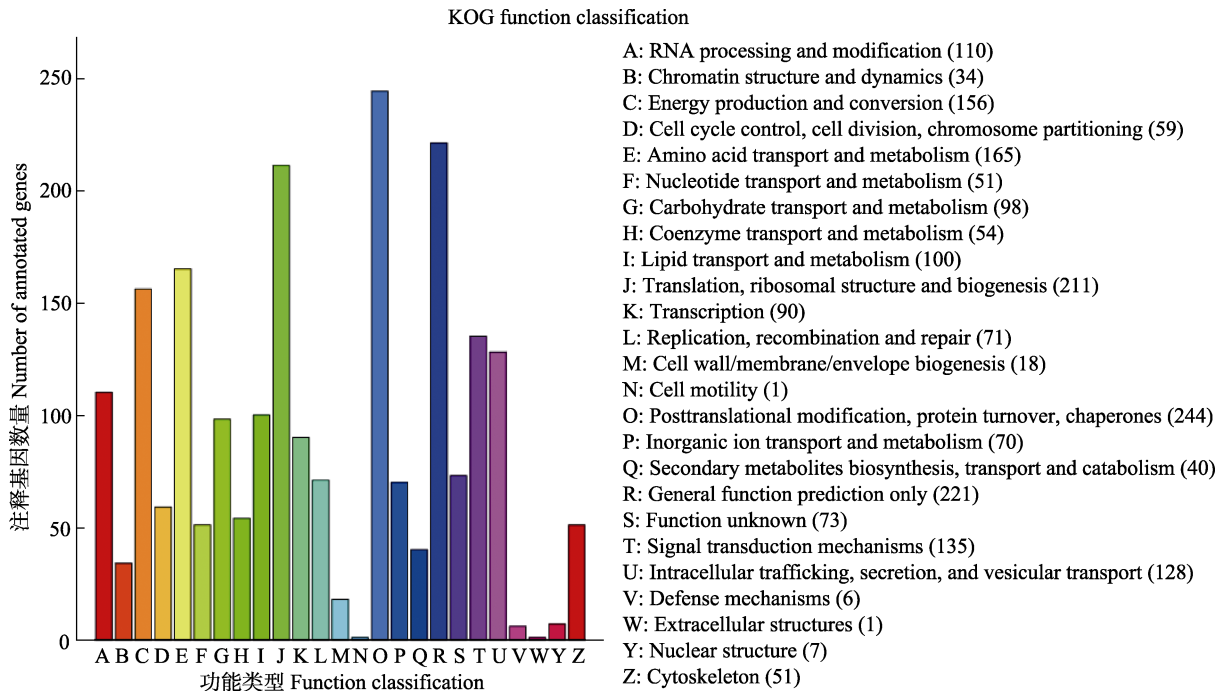 KOG function classification
注释基因数量 Number of annotated genes
250
200
150
100
50
0
A B C D E F G H I J K L M N O P Q R S T U V W Y Z
功能类型 Function classification
A: RNA processing and modification (110)
B: Chromatin structure and dynamics (34)
C: Energy production and conversion (156)
D: Cell cycle control, cell division, chromosome partitioning (59)
E: Amino acid transport and metabolism (165)
F: Nucleotide transport and metabolism (51)
G: Carbohydrate transport and metabolism (98)
H: Coenzyme transport and metabolism (54)
I: Lipid transport and metabolism (100)
J: Translation, ribosomal structure and biogenesis (211)
K: Transcription (90)
L: Replication, recombination and repair (71)
M: Cell wall/membrane/envelope biogenesis (18)
N: Cell motility (1)
O: Posttranslational modification, protein turnover, chaperones (244)
P: Inorganic ion transport and metabolism (70)
Q: Secondary metabolites biosynthesis, transport and catabolism (40)
R: General function prediction only (221)
S: Function unknown (73)
T: Signal transduction mechanisms (135)
U: Intracellular trafficking, secretion, and vesicular transport (128)
V: Defense mechanisms (6)
W: Extracellular structures (1)
Y: Nuclear structure (7)
Z: Cytoskeleton (51)